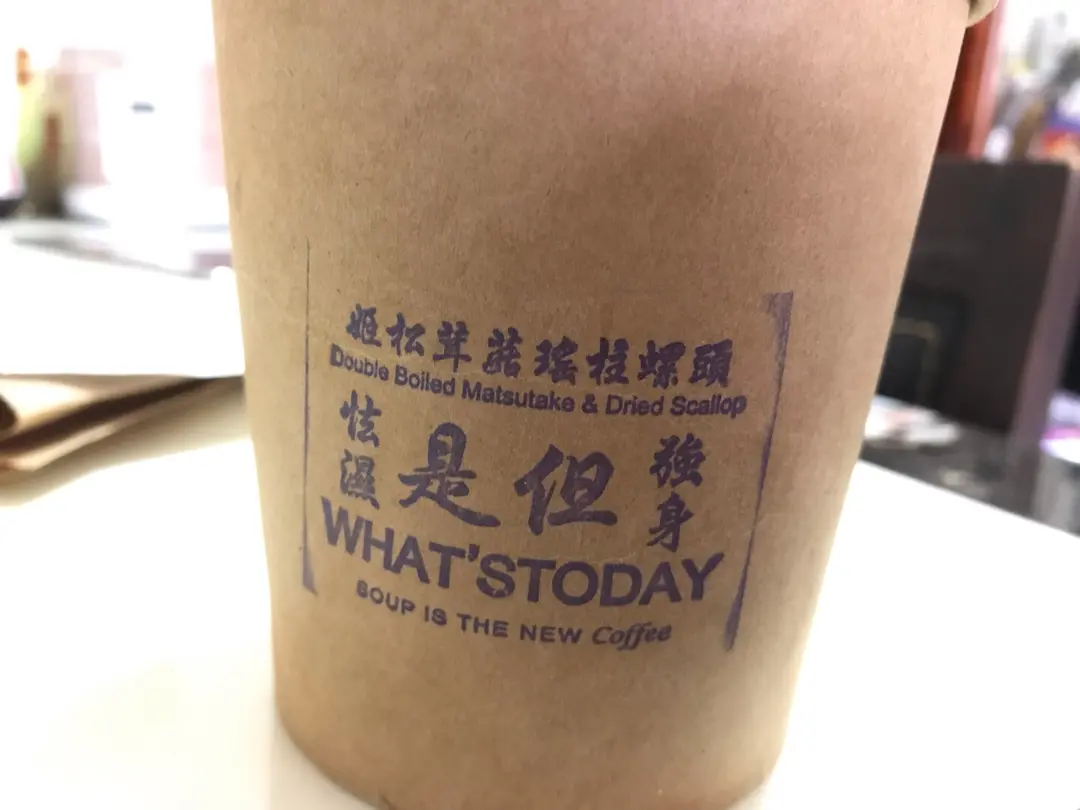 姬松茸菇瑤柱螺頭
Double Boiled Matsutake & Dried Scallop
怯濕
是但
強身
WHAT'STODAY
SOUP IS THE NEW Coffee